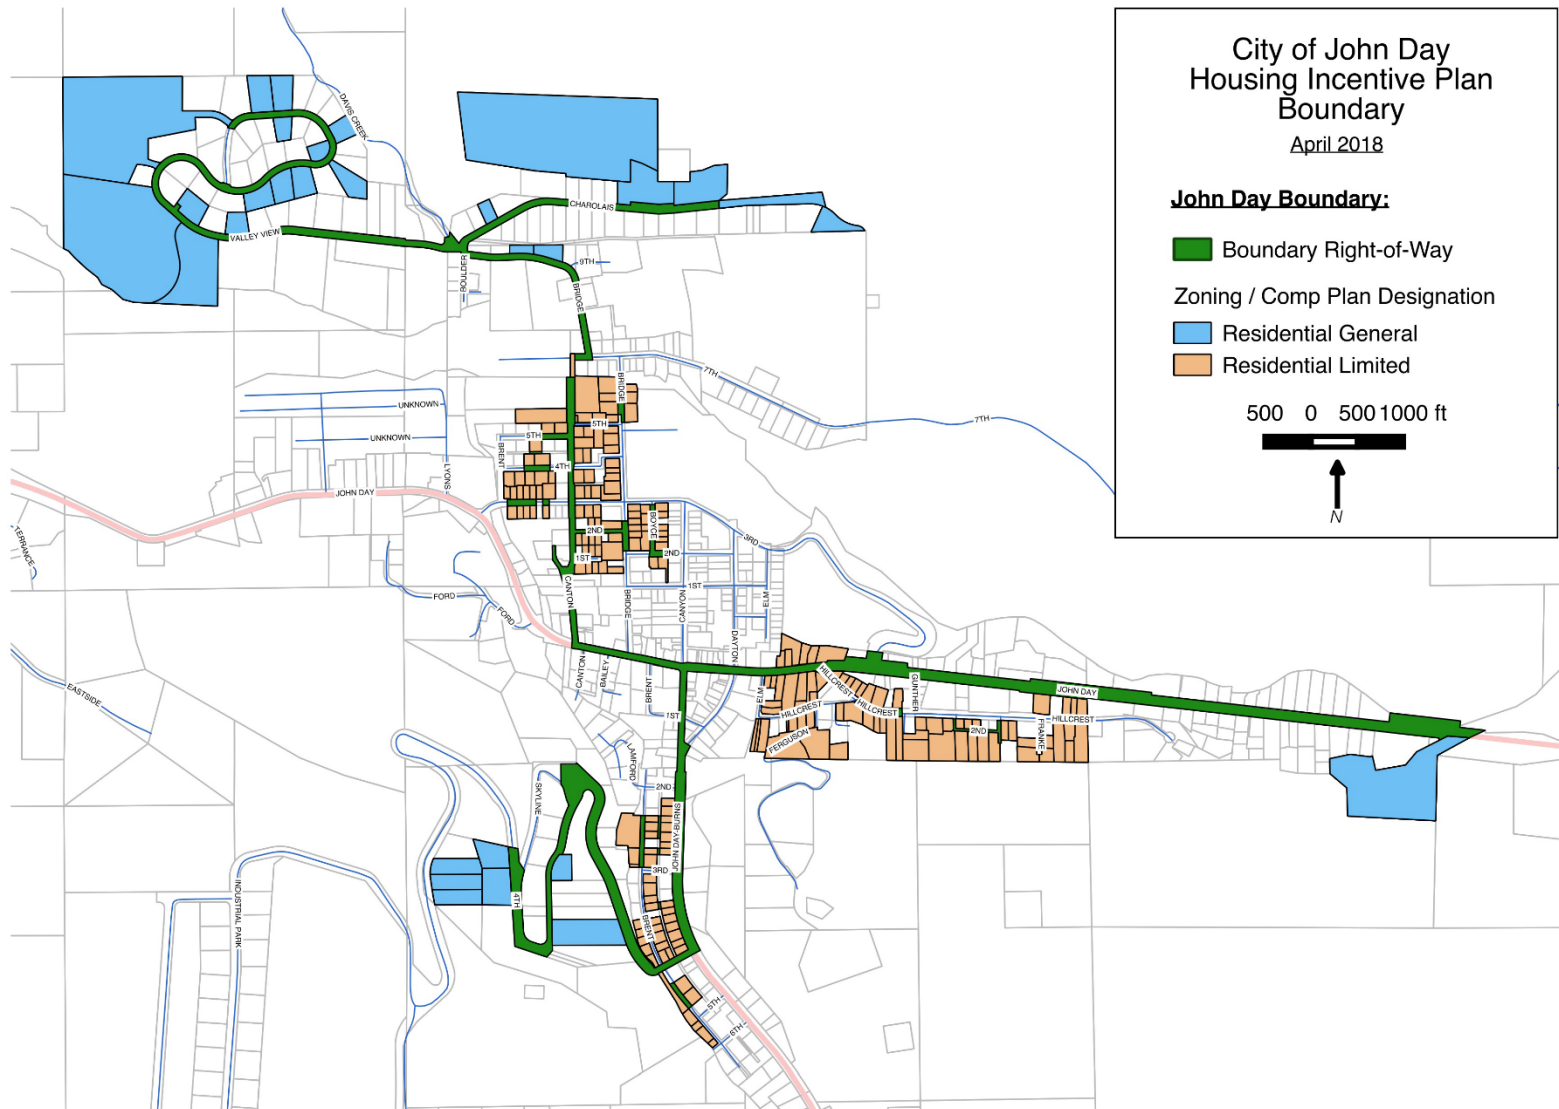 City of John Day
Housing Incentive Plan
Boundary
April 2018
John Day Boundary:
Boundary Right-of-Way
Zoning / Comp Plan Designation
Residential General
Residential Limited
500 0 500 1000 ft
N
DAVIS CREEK
CHAROLAIS
VALLEY VIEW
BOULDER
9TH
BRIDGE
7TH
BRIDGE
7TH
UNKNOWN
5TH
UNKNOWN
5TH
BRENT
4TH
LYONS
JOHN DAY
BOYCE
2ND
3RD
TERRANCE
1ST
2ND
CANTON
1ST
FORD
BRIDGE
CANYON
ELM
FORD
DAYTON
CANTON
BAILEY
BRENT
ELM
HILLCREST
GUNTHER
JOHN DAY
EASTSIDE
HILLCREST
HILLCREST
HILLCREST
1ST
2ND
FRANKE
FERGUSON
LAMFORD
SKYLINE
2ND
JOHN DAY-BURNS
3RD
4TH
INDUSTRIAL PARK
BRENT
5TH
6TH